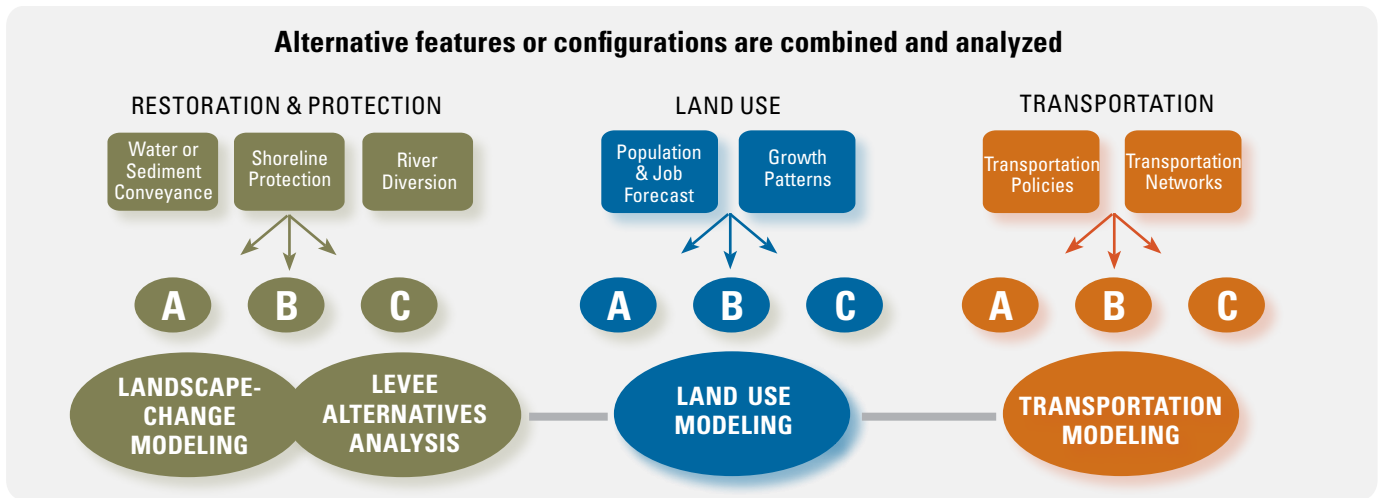 Alternative features or configurations are combined and analyzed
RESTORATION & PROTECTION
Water or
Sediment
Conveyance
Shoreline
Protection
River
Diversion
A
B
C
LANDSCAPE-
CHANGE
MODELING
LEVEE
ALTERNATIVES
ANALYSIS
LAND USE
Population
& Job
Forecast
Growth
Patterns
A
B
C
LAND USE
MODELING
TRANSPORTATION
Transportation
Policies
Transportation
Networks
A
B
C
TRANSPORTATION
MODELING